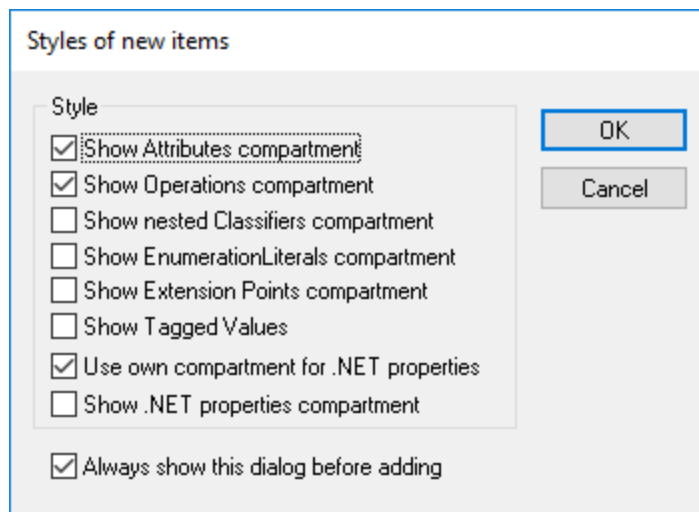 Styles of new items
Style
Show Attributes compartment
Show Operations compartment
Show nested Classifiers compartment
Show EnumerationLiterals compartment
Show Extension Points compartment
Show Tagged Values
Use own compartment for .NET properties
Show .NET properties compartment
Always show this dialog before adding
OK
Cancel